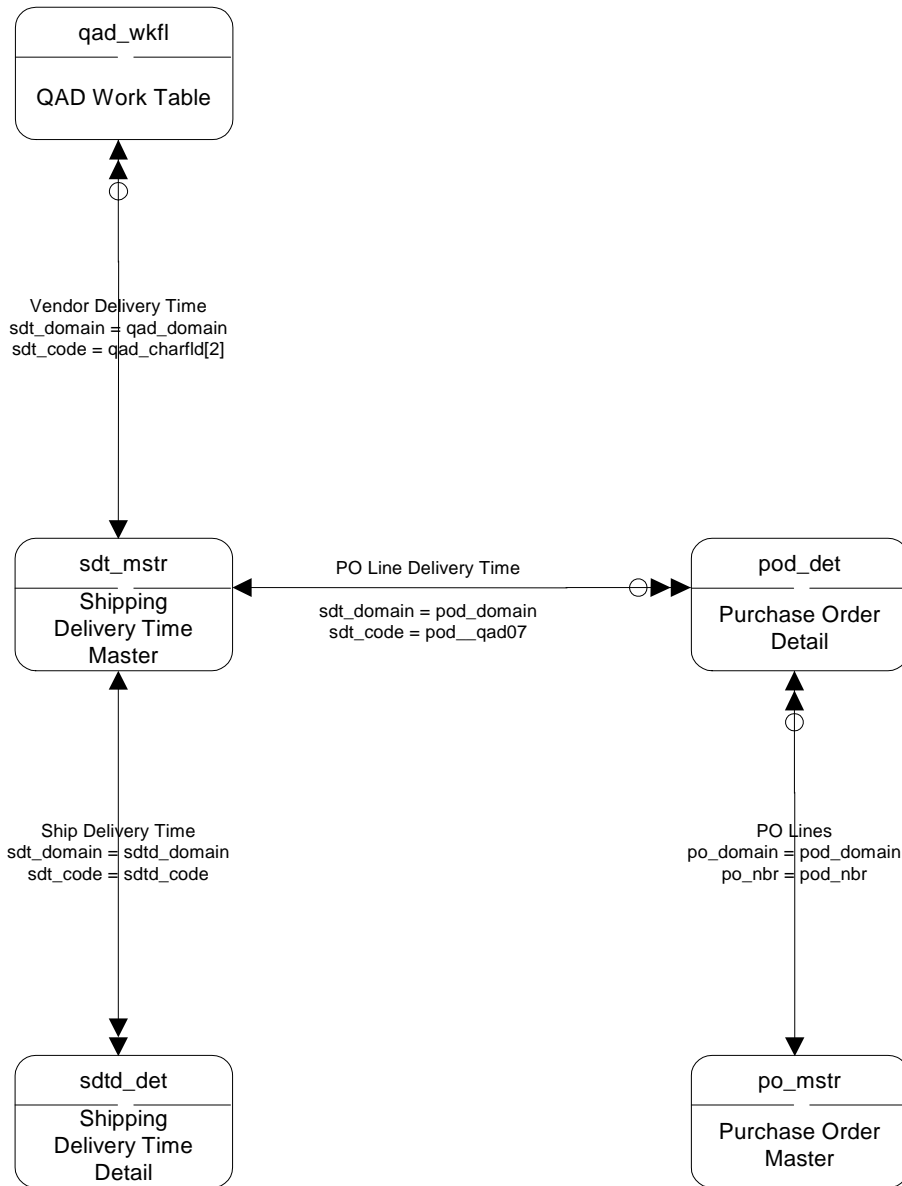 qad_wkfl
QAD Work Table
Vendor Delivery Time
sdt_domain = qad_domain
sdt_code = qad_charfld[2]
sdt_mstr
Shipping
Delivery Time
Master
PO Line Delivery Time
sdt_domain = pod_domain
sdt_code = pod__qad07
pod_det
Purchase Order
Detail
Ship Delivery Time
sdt_domain = sdtd_domain
sdt_code = sdtd_code
PO Lines
po_domain = pod_domain
po_nbr = pod_nbr
sdtd_det
Shipping
Delivery Time
Detail
po_mstr
Purchase Order
Master